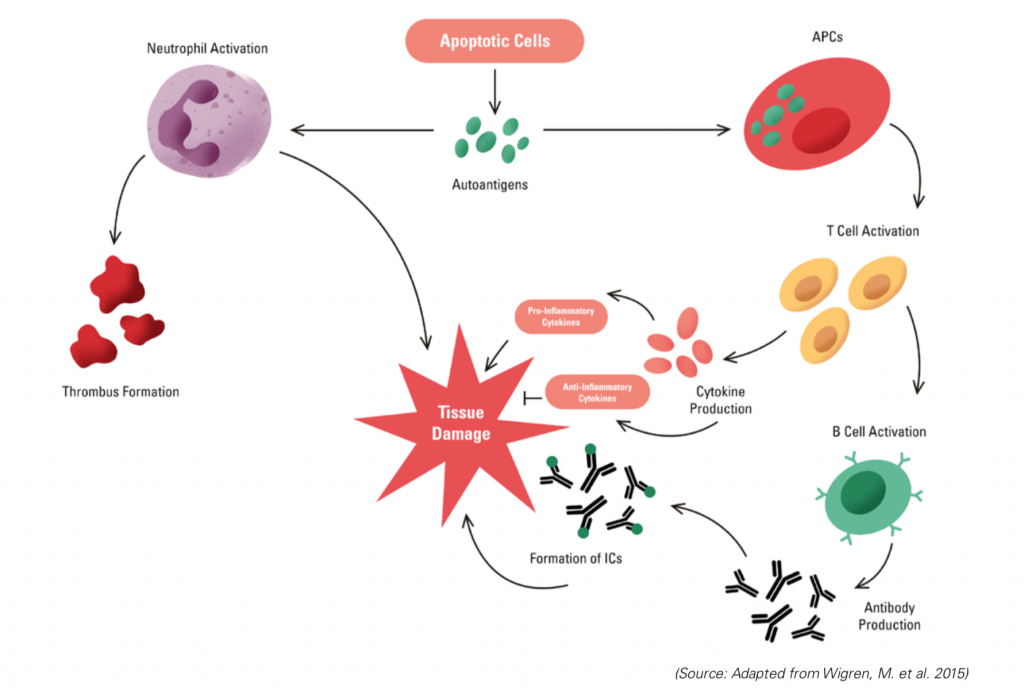 Apoptotic Cells
Neutrophil Activation
APCs
Autoantigens
T Cell Activation
Pro-Inflammatory
Cytokines
Thrombus Formation
Anti-Inflammatory
Cytokines
Cytokine
Production
Tissue
Damage
B Cell Activation
Formation of ICs
Antibody
Production
(Source: Adapted from Wigren, M. et al. 2015)